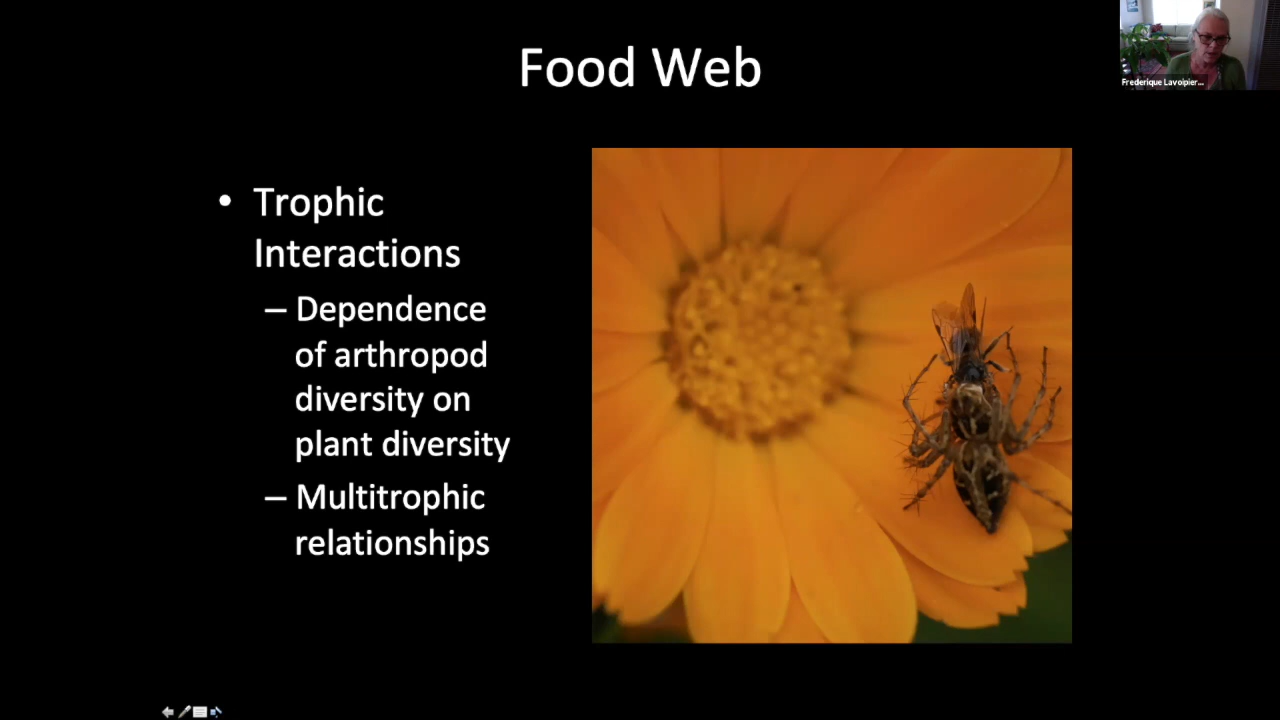 Food Web
Frederique Lavoipier...
• Trophic
Interactions
– Dependence
of arthropod
diversity on
plant diversity
– Multitrophic
relationships